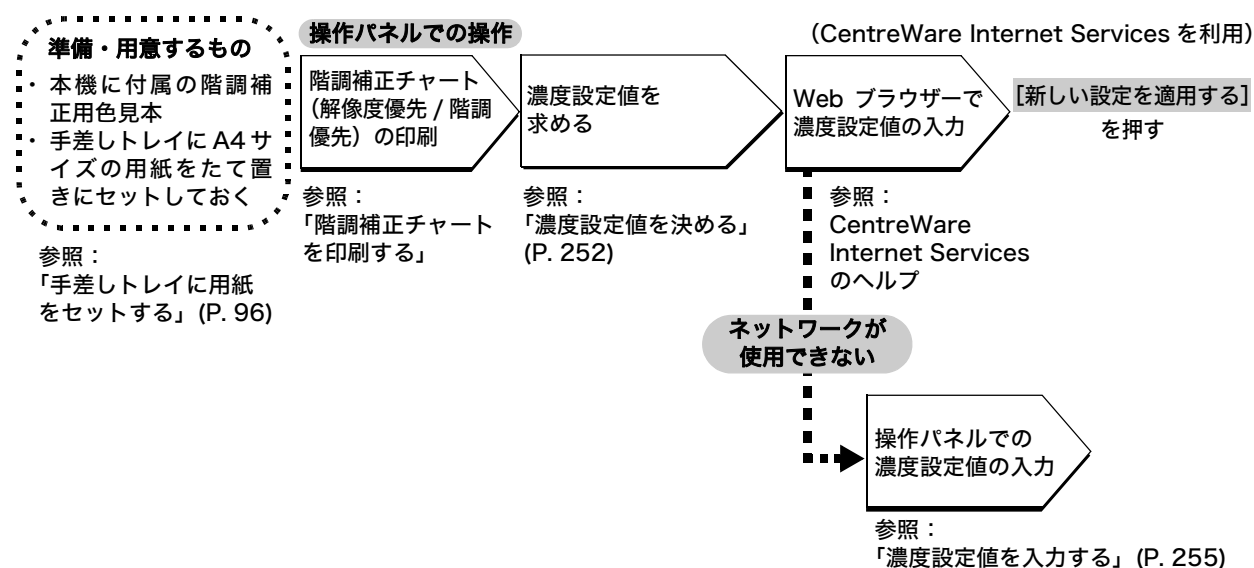 準備・用意するもの
・本機に付属の階調補
正用色見本
・手差しトレイに A4 サ
イズの用紙をたて置
きにセットしておく
参照：
「手差しトレイに用紙
をセットする」(P. 96)
操作パネルでの操作
階調補正チャート
（解像度優先 / 階調
優先）の印刷
参照：
「階調補正チャート
を印刷する」
濃度設定値を
求める
参照：
「濃度設定値を決める」
(P. 252)
（CentreWare Internet Services を利用）
Web ブラウザーで
濃度設定値の入力
参照：
CentreWare
Internet Services
のヘルプ
［新しい設定を適用する］
を押す
ネットワークが
使用できない
操作パネルでの
濃度設定値の入力
参照：
「濃度設定値を入力する」(P. 255)